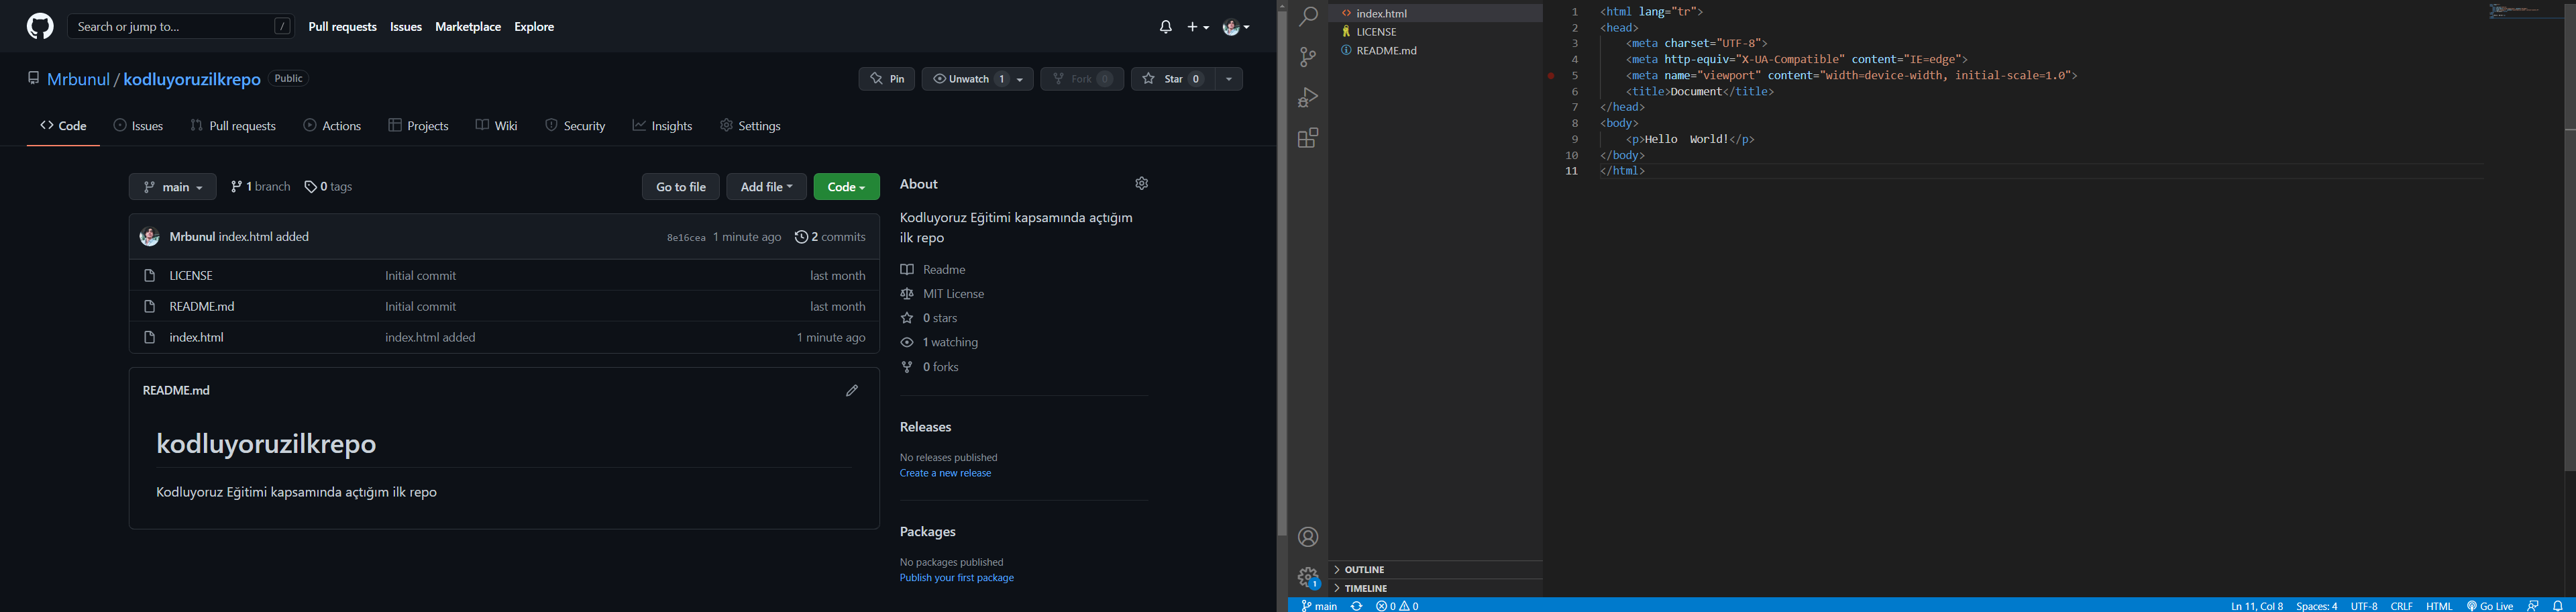 Search or jump to... /
Pull requests Issues Marketplace Explore
Mrbunul / kodluyoruzilkrepo Public
Pin Unwatch 1 Fork 0 Star 0
Code Issues Pull requests Actions Projects Wiki Security Insights Settings
main 1 branch 0 tags
Go to file Add file Code
Mrbunul index.html added 8e16cea 1 minute ago 2 commits
LICENSE Initial commit last month
README.md Initial commit last month
index.html index.html added 1 minute ago
README.md
kodluyoruzilkrepo
Kodluyoruz Eğitimi kapsamında açtığım ilk repo
About
Kodluyoruz Eğitimi kapsamında açtığım
ilk repo
Readme
MIT License
0 stars
1 watching
0 forks
Releases
No releases published
Create a new release
Packages
No packages published
Publish your first package
index.html
LICENSE
README.md
OUTLINE
TIMELINE
1
1 <html lang="tr">
2 <head>
3 <meta charset="UTF-8">
4 <meta http-equiv="X-UA-Compatible" content="IE=edge">
5 <meta name="viewport" content="width=device-width, initial-scale=1.0">
6 <title>Document</title>
7 </head>
8 <body>
9 <p>Hello  World!</p>
10 </body>
11 </html>
main 0 0 Ln 11, Col 8 Spaces: 4 UTF-8 CRLF HTML Go Live